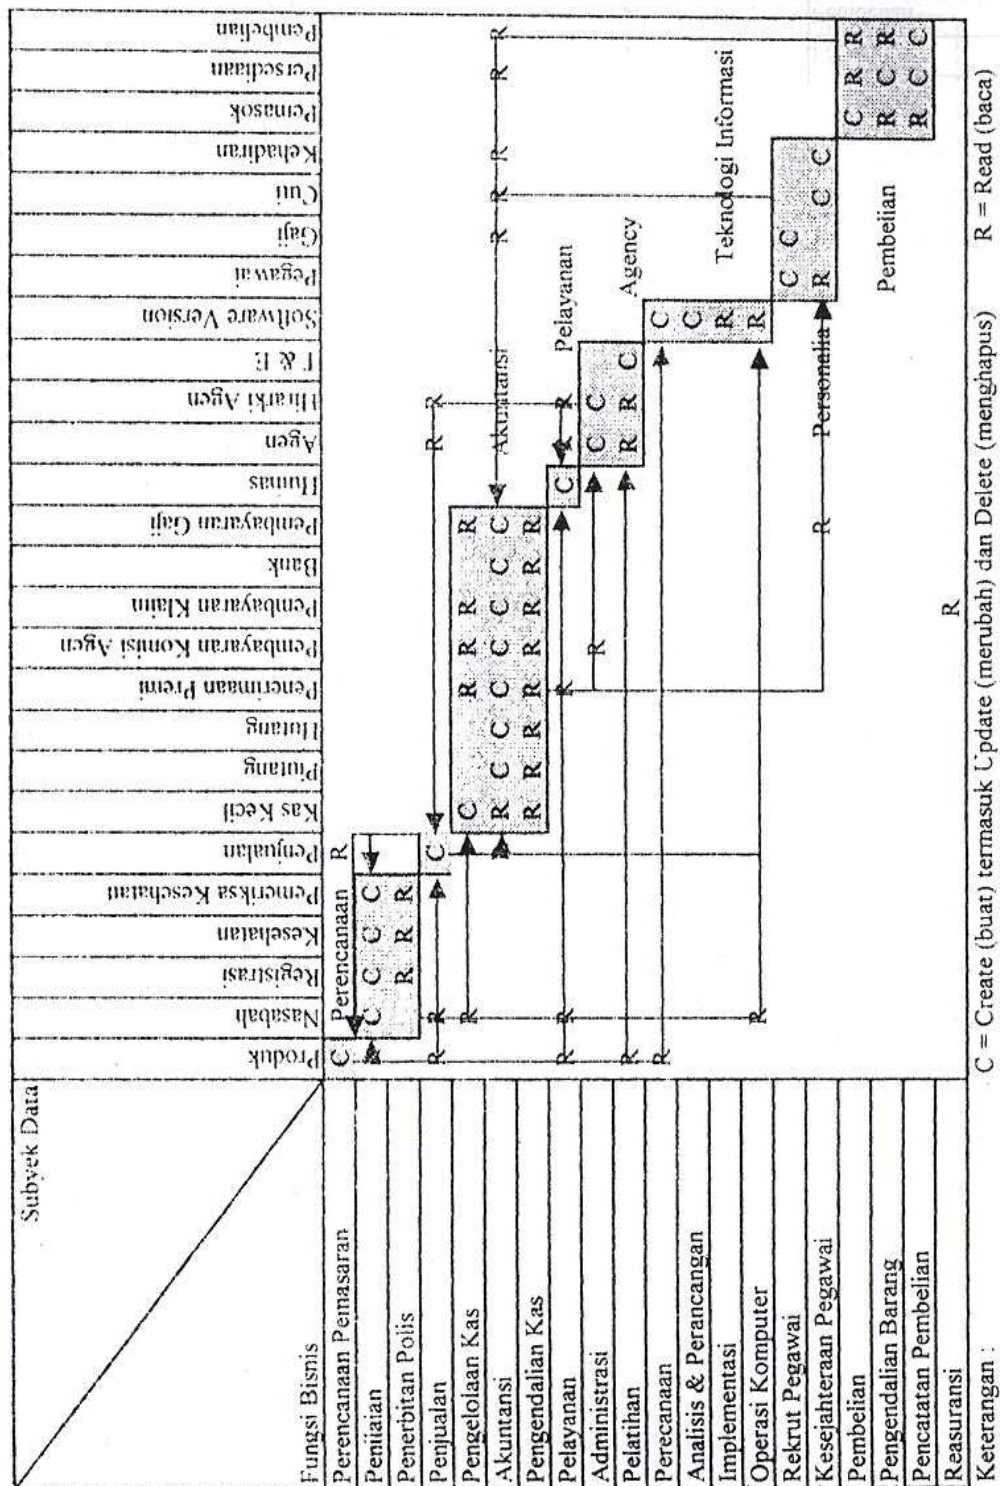 Subyek Data
Fungsi Bisnis
Produk
Nasabah
Registrasi
Kesehatan
Pemeriksa Kesehatan
Penjualan
Kas Kecil
Piutang
Hutang
Penerimaan Premi
Pembayaran Komisi Agen
Pembayaran Klaim
Bank
Pembayaran Gaji
Humas
Agen
Hirarki Agen
F & E
Software Version
Pegawai
Gaji
Cuti
Kehadiran
Pemasok
Persediaan
Pembelian
Perencanaan Pemasaran C Perencanaan R
Penilaian C C C C
Penerbitan Polis R R R
Penjualan R R C R R
Pengelolaan Kas R C R R R R
Akuntansi R C C C C C C C Akuntansi R R R R R
Pengendalian Kas R R R R R R R R
Pelayanan R R R C R R Pelayanan
Administrasi R C C
Pelatihan R R R C Agency
Perecanaan R C
Analisis & Perancangan C
Implementasi R Teknologi Informasi
Operasi Komputer R R
Rekrut Pegawai C C
Kesejahteraan Pegawai R Personalia R C C
Pembelian C R R
Pengendalian Barang Pembelian R C R
Pencatatan Pembelian R C C
Reasuransi R
Keterangan : C = Create (buat) termasuk Update (merubah) dan Delete (menghapus) R = Read (baca)